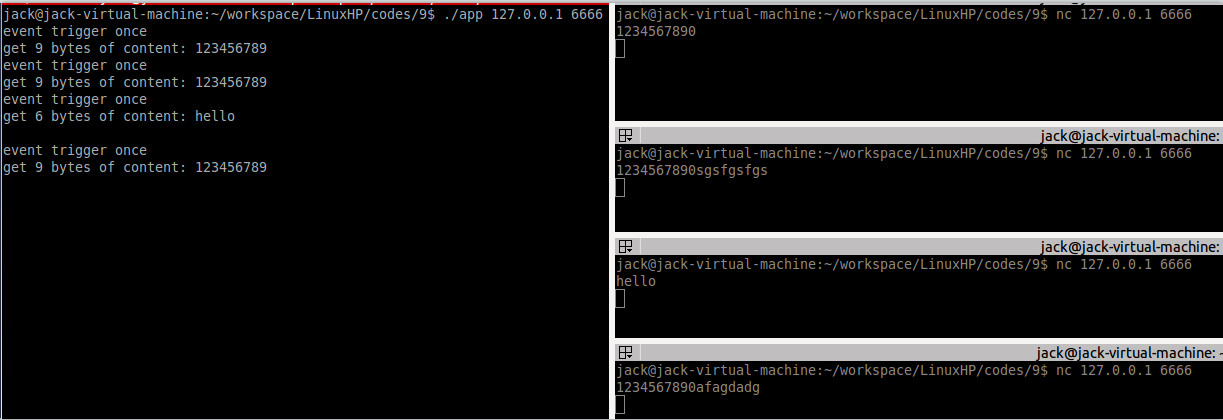 jack@jack-virtual-machine:~/workspace/LinuxHP/codes/9$ ./app 127.0.0.1 6666
event trigger once
get 9 bytes of content: 123456789
event trigger once
get 9 bytes of content: 123456789
event trigger once
get 6 bytes of content: hello
event trigger once
get 9 bytes of content: 123456789
jack@jack-virtual-machine:~/workspace/LinuxHP/codes/9$ nc 127.0.0.1 6666
1234567890
jack@jack-virtual-machine:
jack@jack-virtual-machine:~/workspace/LinuxHP/codes/9$ nc 127.0.0.1 6666
1234567890sgsfgsfgs
jack@jack-virtual-machine:
jack@jack-virtual-machine:~/workspace/LinuxHP/codes/9$ nc 127.0.0.1 6666
hello
jack@jack-virtual-machine: ~
jack@jack-virtual-machine:~/workspace/LinuxHP/codes/9$ nc 127.0.0.1 6666
1234567890afagdadg